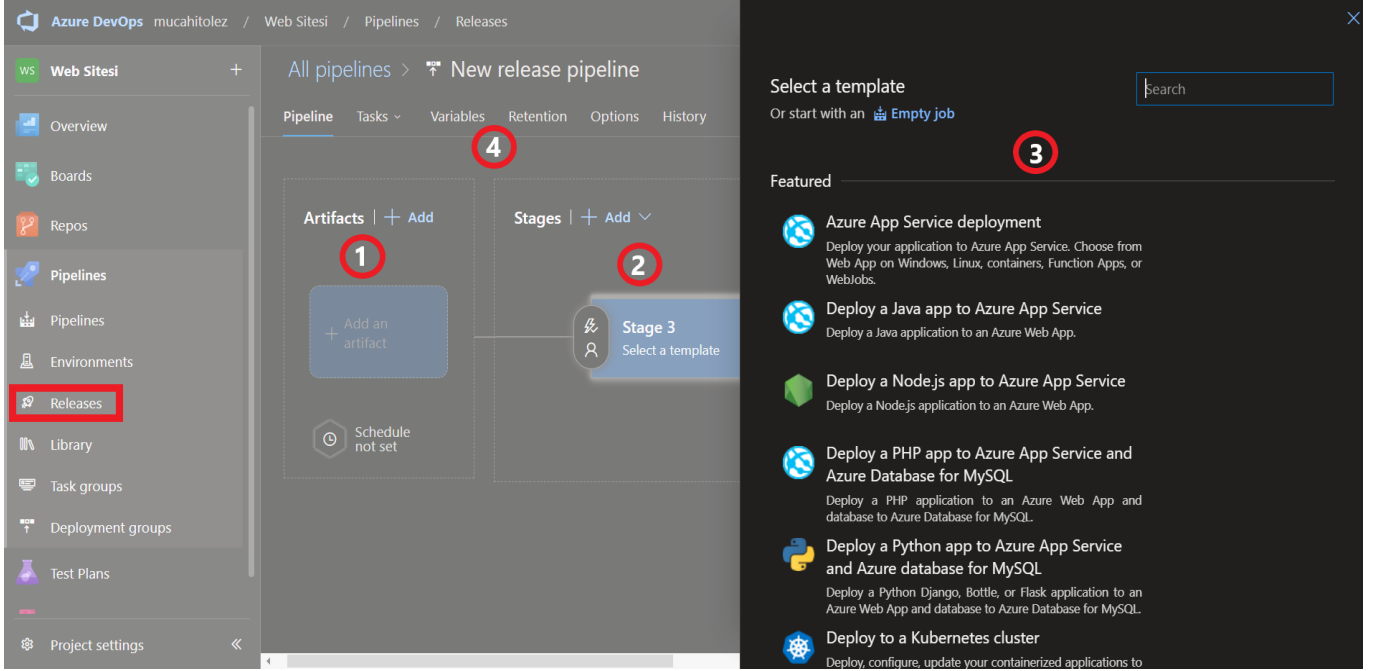 Azure DevOps mucahitolez / Web Sitesi / Pipelines / Releases
WS Web Sitesi +
Overview
Boards
Repos
Pipelines
Pipelines
Environments
Releases
Library
Task groups
Deployment groups
Test Plans
Project settings
All pipelines > New release pipeline
Pipeline Tasks Variables Retention Options History
4
Artifacts | + Add
1
+ Add an
artifact
Schedule
not set
Stages | + Add
2
Stage 3
Select a template
Select a template
Search
Or start with an Empty job
3
Featured
Azure App Service deployment
Deploy your application to Azure App Service. Choose from
Web App on Windows, Linux, containers, Function Apps, or
WebJobs.
Deploy a Java app to Azure App Service
Deploy a Java application to an Azure Web App.
Deploy a Node.js app to Azure App Service
Deploy a Node.js application to an Azure Web App.
Deploy a PHP app to Azure App Service and
Azure Database for MySQL
Deploy a PHP application to an Azure Web App and
database to Azure Database for MySQL.
Deploy a Python app to Azure App Service
and Azure database for MySQL
Deploy a Python Django, Bottle, or Flask application to an
Azure Web App and database to Azure Database for MySQL.
Deploy to a Kubernetes cluster
Deploy, configure, update your containerized applications to